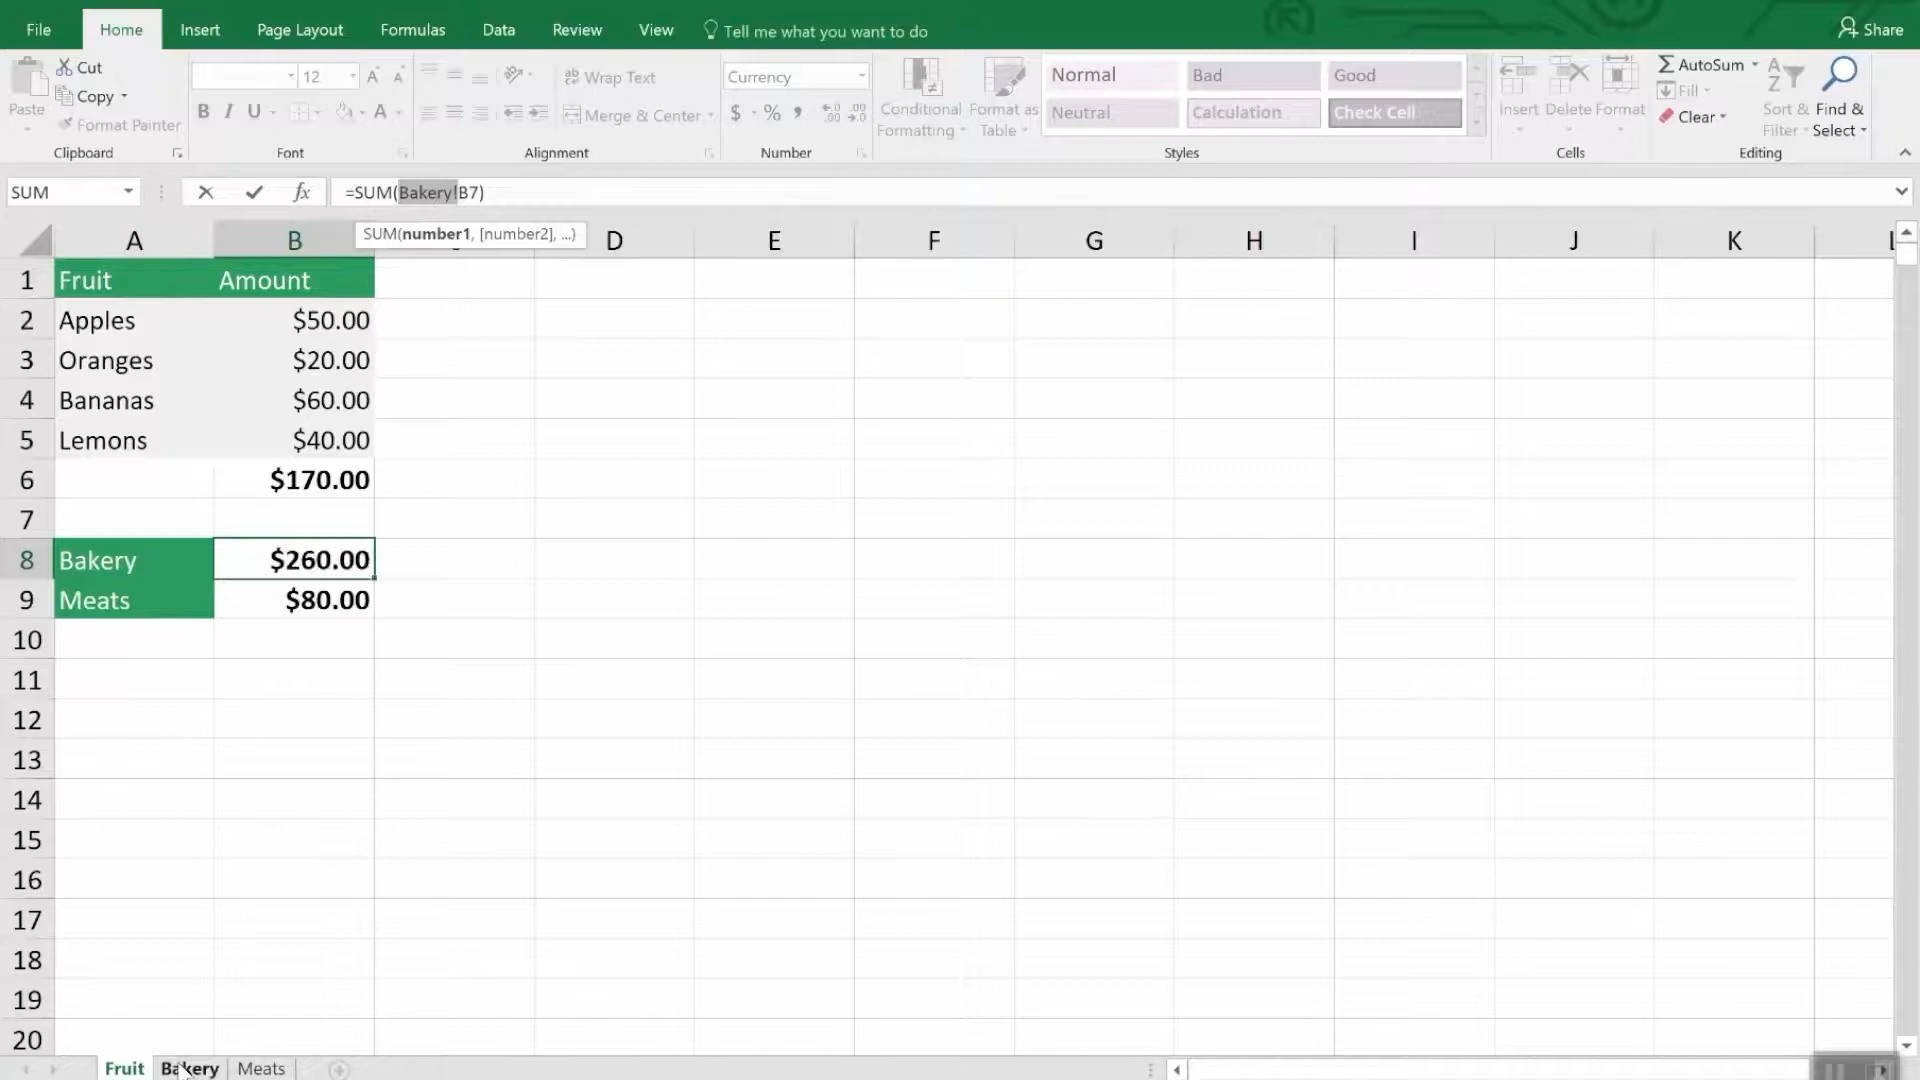 File Home Insert Page Layout Formulas Data Review View Tell me what you want to do Share
Cut
Copy
Format Painter
Paste
Clipboard
12 A A
B I U A
Font
Wrap Text
Merge & Center
Alignment
Currency
$ % ,
Number
Conditional Formatting
Format as Table
Normal Bad Good
Neutral Calculation Check Cell
Styles
Insert Delete Format
Cells
AutoSum
Fill
Clear
Sort & Filter
Find & Select
Editing
SUM fx =SUM(Bakery!B7)
SUM(number1, [number2], ...)
A B D E F G H I J K L
1 Fruit Amount
2 Apples $50.00
3 Oranges $20.00
4 Bananas $60.00
5 Lemons $40.00
6 $170.00
7
8 Bakery $260.00
9 Meats $80.00
10
11
12
13
14
15
16
17
18
19
20
Fruit Bakery Meats